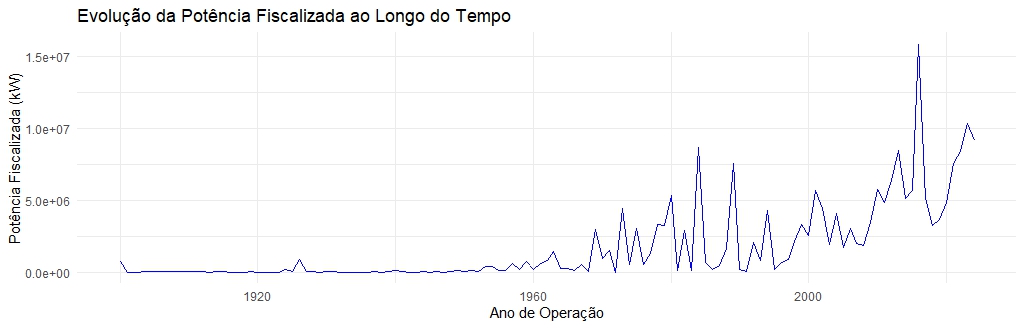 Evolução da Potência Fiscalizada ao Longo do Tempo
Potência Fiscalizada (kW)
1.5e+07
1.0e+07
5.0e+06
0.0e+00
1920
1960
2000
Ano de Operação